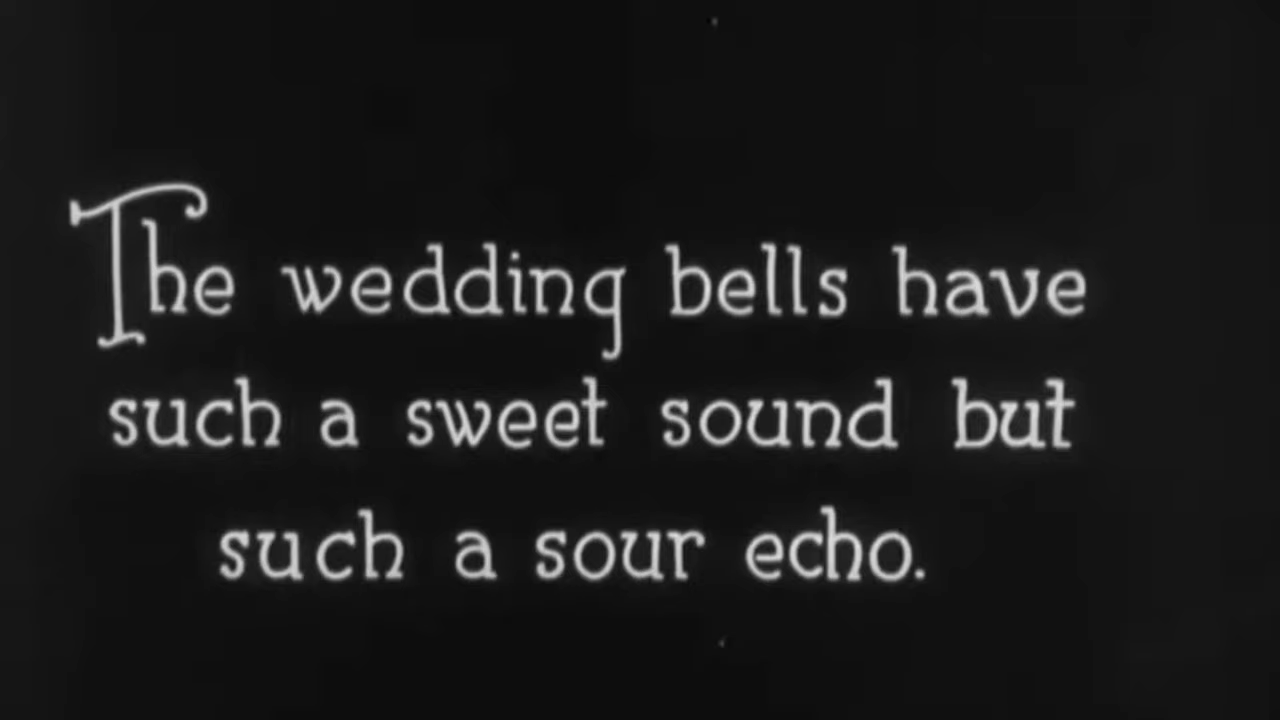 The wedding bells have
such a sweet sound but
such a sour echo.